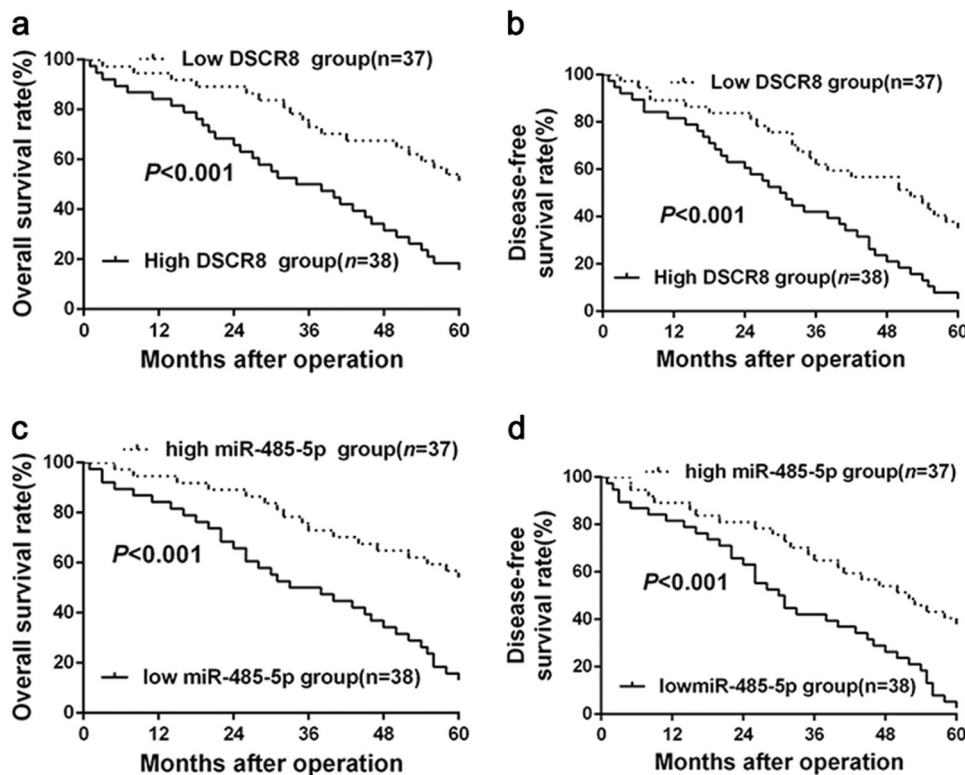 a
Low DSCR8 group(n=37)
Overall survival rate(%)
100
80
60
40
20
0
P<0.001
High DSCR8 group(n=38)
0 12 24 36 48 60
Months after operation
b
Low DSCR8 group(n=37)
Disease-free
survival rate(%)
100
80
60
40
20
0
P<0.001
High DSCR8 group(n=38)
0 12 24 36 48 60
Months after operation
c
high miR-485-5p group(n=37)
Overall survival rate(%)
100
80
60
40
20
0
P<0.001
low miR-485-5p group(n=38)
0 12 24 36 48 60
Months after operation
d
high miR-485-5p group(n=37)
Disease-free
survival rate(%)
100
80
60
40
20
0
P<0.001
lowmiR-485-5p group(n=38)
0 12 24 36 48 60
Months after operation